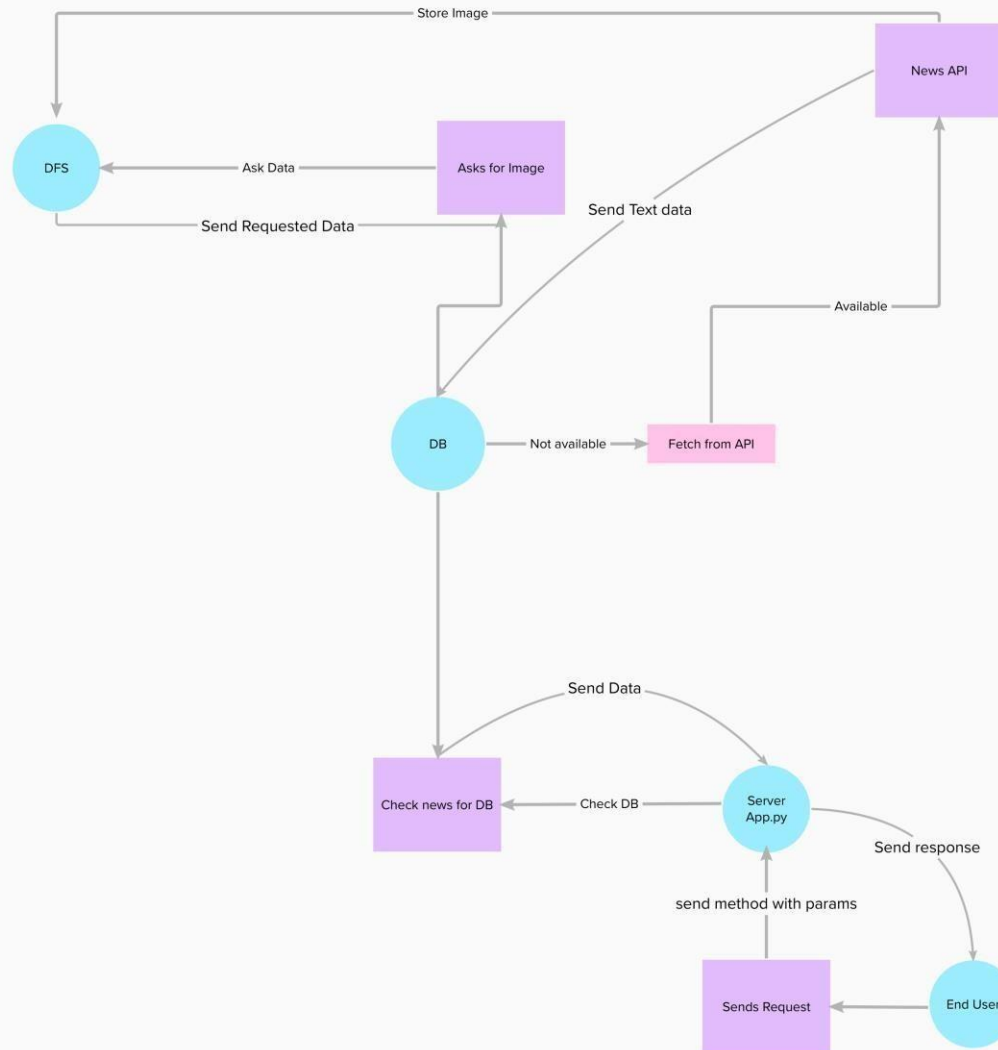 Store Image
News API
DFS
Ask Data
Asks for Image
Send Text data
Send Requested Data
Available
DB
Not available
Fetch from API
Send Data
Check news for DB
Check DB
Server
App.py
Send response
send method with params
Sends Request
End User